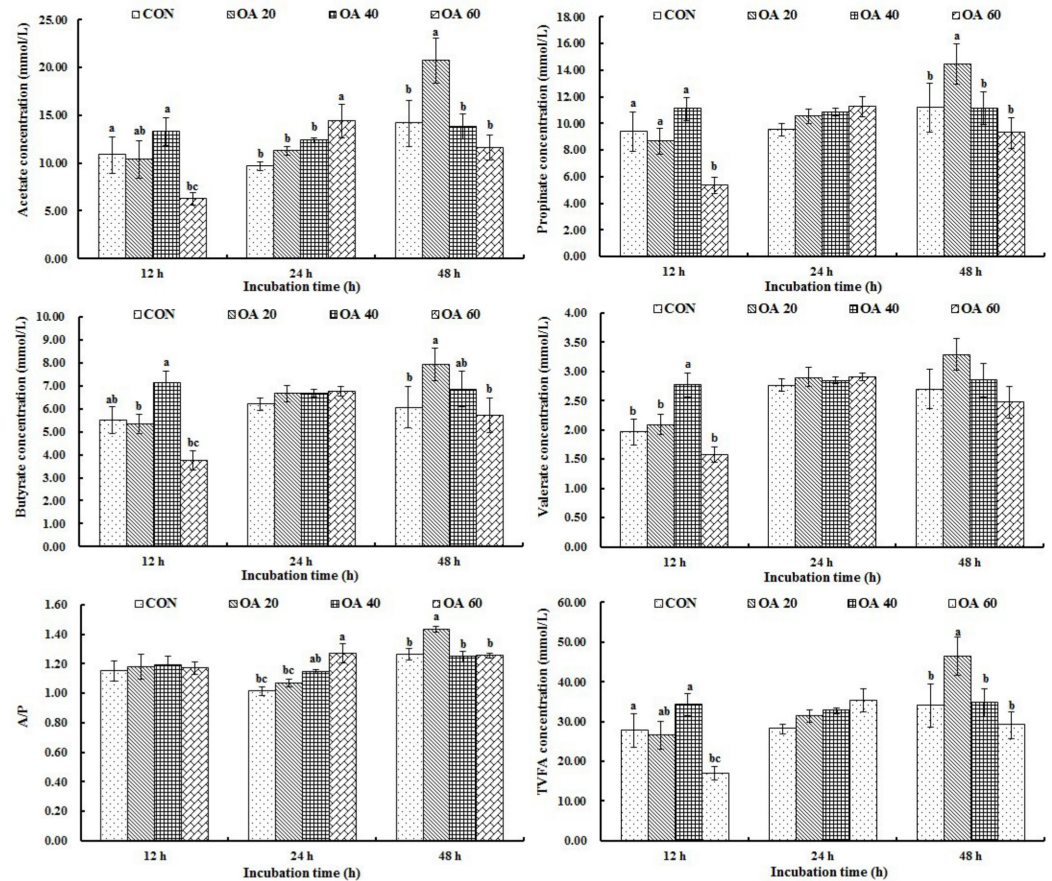 CON OA 20 OA 40 OA 60
Acetate concentration (mmol/L)
25.00
20.00
15.00
10.00
5.00
0.00
a ab a bc
b b b a
b a b b
12 h 24 h 48 h
Incubation time (h)
CON OA 20 OA 40 OA 60
Propinate concentration (mmol/L)
18.00
16.00
14.00
12.00
10.00
8.00
6.00
4.00
2.00
0.00
a a a b
b a b b
12 h 24 h 48 h
Incubation time (h)
CON OA 20 OA 40 OA 60
Butyrate concentration (mmol/L)
10.00
9.00
8.00
7.00
6.00
5.00
4.00
3.00
2.00
1.00
0.00
ab b a bc
b a ab b
12 h 24 h 48 h
Incubation time (h)
CON OA 20 OA 40 OA 60
Valerate concentration (mmol/L)
4.00
3.50
3.00
2.50
2.00
1.50
1.00
0.50
0.00
b b a b
12 h 24 h 48 h
Incubation time (h)
CON OA 20 OA 40 OA 60
A/P
1.60
1.40
1.20
1.00
0.80
0.60
0.40
0.20
0.00
bc bc ab a
b a b b
12 h 24 h 48 h
Incubation time (h)
CON OA 20 OA 40 OA 60
TVFA concentration (mmol/L)
60.00
50.00
40.00
30.00
20.00
10.00
0.00
a ab a bc
b a b b
12 h 24 h 48 h
Incubation time (h)